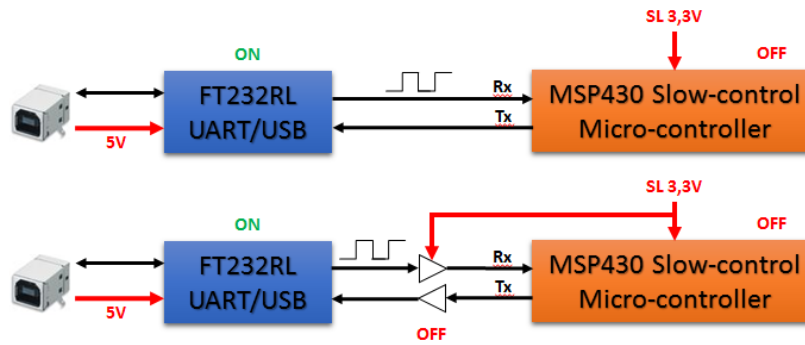 SL 3,3V
ON
OFF
FT232RL
UART/USB
Rx
Tx
MSP430 Slow-control
Micro-controller
5V
SL 3,3V
ON
OFF
FT232RL
UART/USB
Rx
Tx
MSP430 Slow-control
Micro-controller
5V
OFF